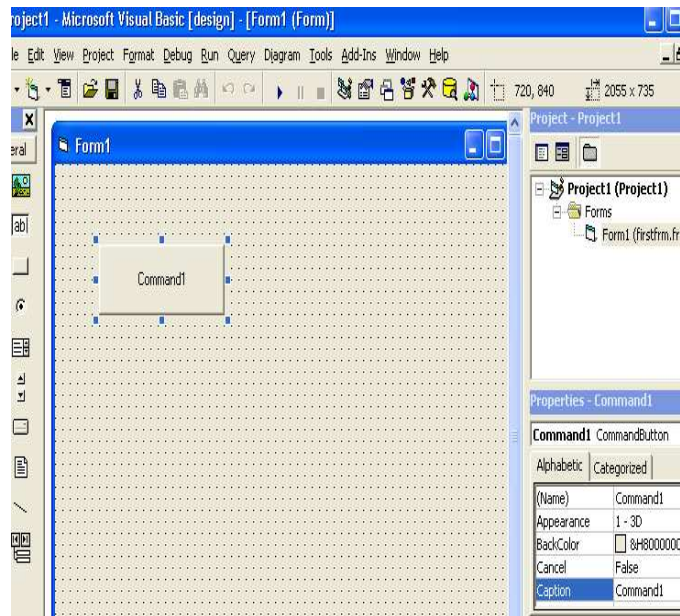 roject1 - Microsoft Visual Basic [design] - [Form1 (Form)]
le Edit View Project Format Debug Run Query Diagram Tools Add-Ins Window Help
720, 840 2055 x 735
Project - Project1
eral
Form1
Project1 (Project1)
Forms
Form1 (firstfrm.fr
ab
Command1
Properties - Command1
Command1 CommandButton
Alphabetic Categorized
(Name) Command1
Appearance 1 - 3D
BackColor &H8000000
Cancel False
Caption Command1